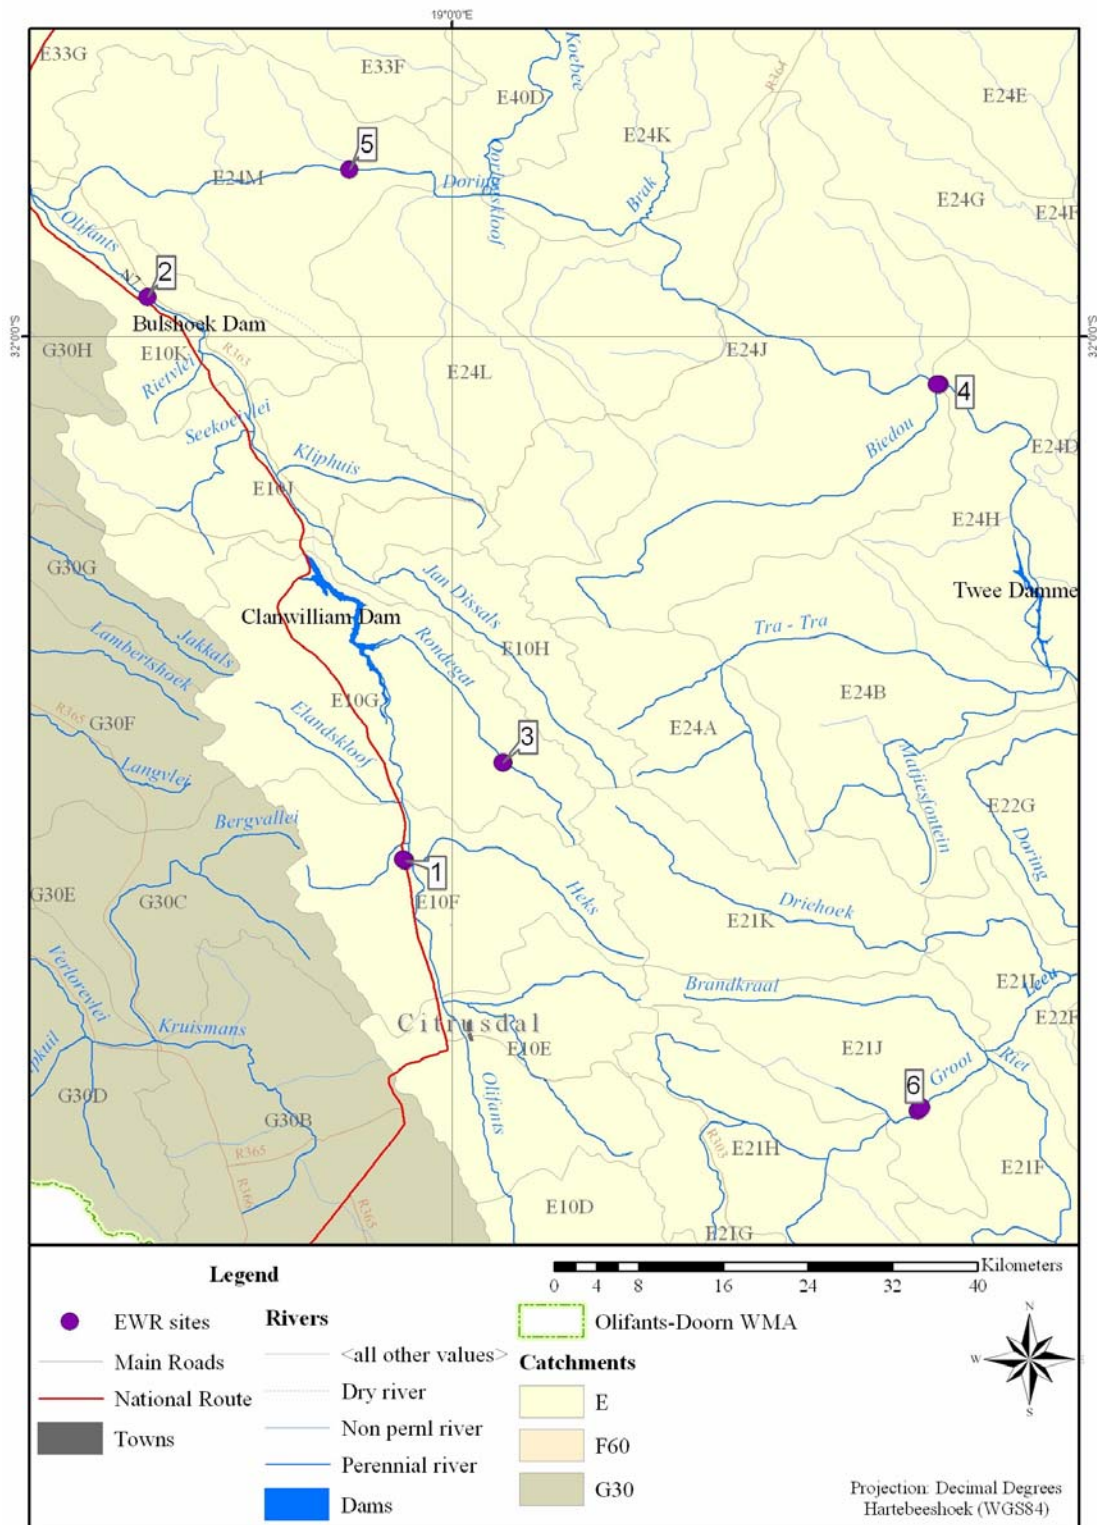 19°0'0"E
E33G
E33F
Koebee
E40D
R364
E24E
E24K
5
Oorlogskloof
E24M
Doring
Brak
E24G
E24F
Olifants
N7
2
Bulshoek Dam
32°0'0"S
32°0'0"S
G30H
E10K
R363
E24J
Rietvlei
E24L
4
Seekoeivlei
Biedou
E24D
Kliphuis
E10J
E24H
G30G
Jan Dissals
Twee Damme
Clanwilliam Dam
Tra - Tra
Jakkals
Lambertshoek
Rondegat
E10H
E10G
E24B
R365
G30F
Elandskloof
3
E24A
Langvlei
Matjiesfontein
E22G
Bergvallei
Doring
1
G30E
G30C
E10F
Heks
Driehoek
E21K
Verlorevlei
Brandkraal
Leeu
Kruismans
Citrusdal
E22F
E10E
E21J
Groot
Riet
pkuil
G30D
Olifants
6
G30B
R303
E21H
R365
E21F
R366
R365
E10D
E21G
Legend
EWR sites
Main Roads
National Route
Towns
Rivers
<all other values>
Dry river
Non pernl river
Perennial river
Dams
Kilometers
0 4 8 16 24 32 40
Olifants-Doorn WMA
Catchments
E
F60
G30
N
W
S
Projection: Decimal Degrees
Hartebeeshoek (WGS84)